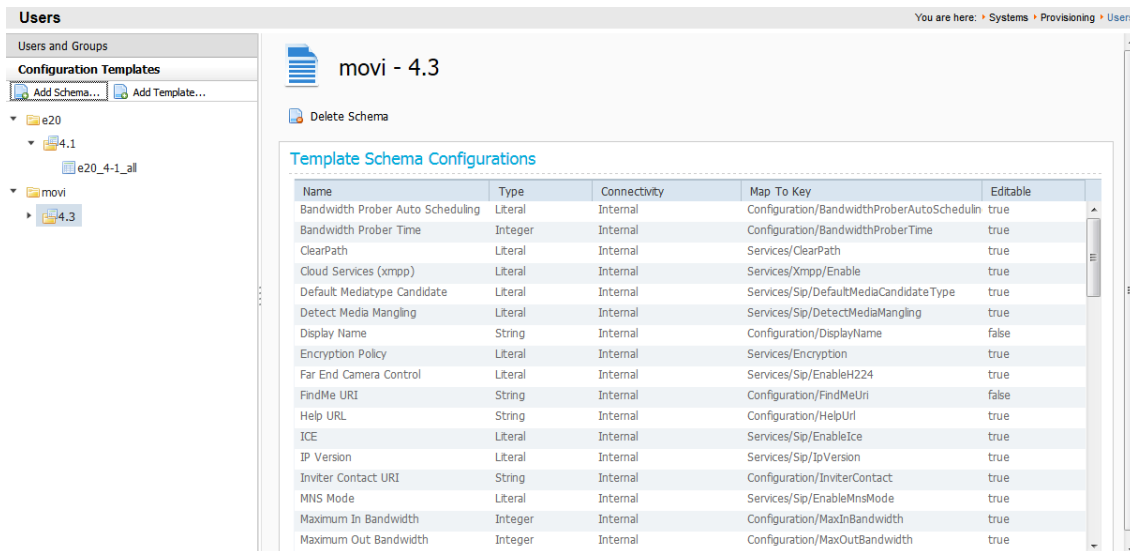 Users
You are here: Systems Provisioning User
Users and Groups
Configuration Templates
Add Schema... Add Template...
e20
4.1
e20_4-1_all
movi
4.3
movi - 4.3
Delete Schema
Template Schema Configurations
Name Type Connectivity Map To Key Editable
Bandwidth Prober Auto Scheduling Literal Internal Configuration/BandwidthProberAutoSchedulin true
Bandwidth Prober Time Integer Internal Configuration/BandwidthProberTime true
ClearPath Literal Internal Services/ClearPath true
Cloud Services (xmpp) Literal Internal Services/Xmpp/Enable true
Default Mediatype Candidate Literal Internal Services/Sip/DefaultMediaCandidateType true
Detect Media Mangling Literal Internal Services/Sip/DetectMediaMangling true
Display Name String Internal Configuration/DisplayName false
Encryption Policy Literal Internal Services/Encryption true
Far End Camera Control Literal Internal Services/Sip/EnableH224 true
FindMe URI String Internal Configuration/FindMeUri false
Help URL String Internal Configuration/HelpUrl true
ICE Literal Internal Services/Sip/EnableIce true
IP Version Literal Internal Services/Sip/IpVersion true
Inviter Contact URI String Internal Configuration/InviterContact true
MNS Mode Literal Internal Services/Sip/EnableMnsMode true
Maximum In Bandwidth Integer Internal Configuration/MaxInBandwidth true
Maximum Out Bandwidth Integer Internal Configuration/MaxOutBandwidth true